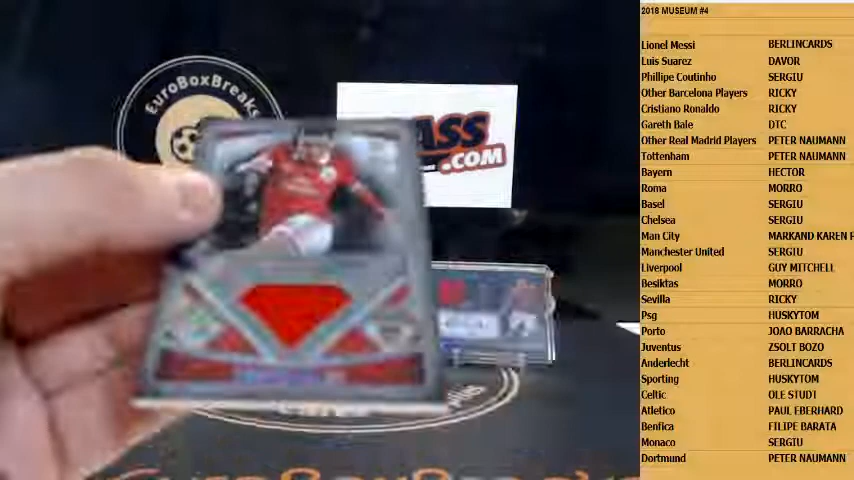 2018 MUSEUM #4
Lionel Messi BERLINCARDS
Luis Suarez DAVOR
Phillipe Coutinho SERGIU
Other Barcelona Players RICKY
Cristiano Ronaldo RICKY
Gareth Bale DTC
Other Real Madrid Players PETER NAUMANN
Tottenham PETER NAUMANN
Bayern HECTOR
Roma MORRO
Basel SERGIU
Chelsea SERGIU
Man City MARKAND KAREN
Manchester United SERGIU
Liverpool GUY MITCHELL
Besiktas MORRO
Sevilla RICKY
Psg HUSKYTOM
Porto JOAO BARRACHA
Juventus ZSOLT BOZO
Anderlecht BERLINCARDS
Sporting HUSKYTOM
Celtic OLE STUDT
Atletico PAUL EBERHARD
Benfica FILIPE BARATA
Monaco SERGIU
Dortmund PETER NAUMANN
EuroBoxBreaks
ASS
.COM
EuroBoxBreaks